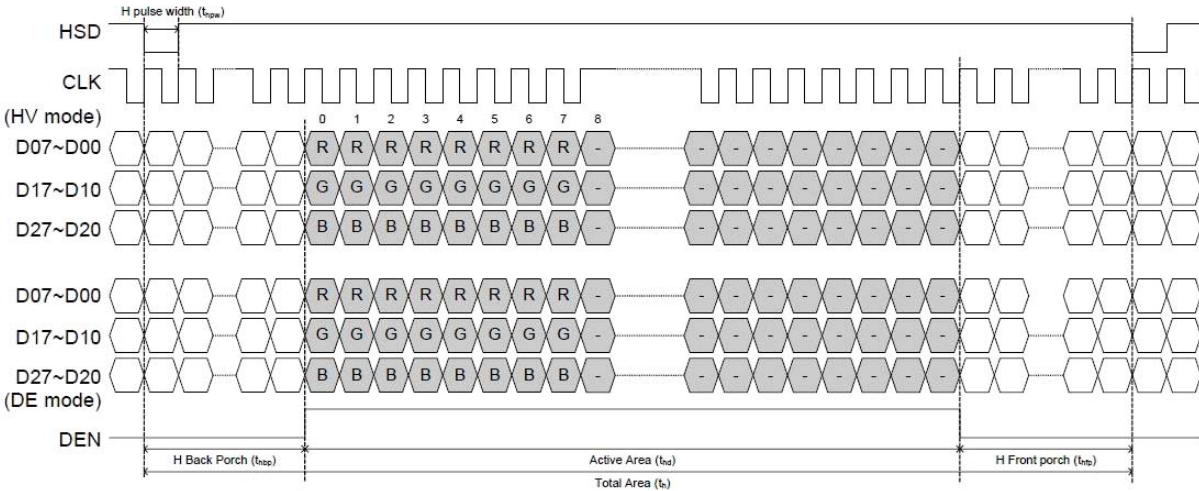 H pulse width (thpw)
HSD
CLK
(HV mode)
0 1 2 3 4 5 6 7 8
D07~D00 R R R R R R R R - - - - - - - - -
D17~D10 G G G G G G G G - - - - - - - - -
D27~D20 B B B B B B B B - - - - - - - - -
D07~D00 R R R R R R R R - - - - - - - - -
D17~D10 G G G G G G G G - - - - - - - - -
D27~D20 B B B B B B B B - - - - - - - - -
(DE mode)
DEN
H Back Porch (thbp) Active Area (thd) H Front porch (thfp)
Total Area (th)